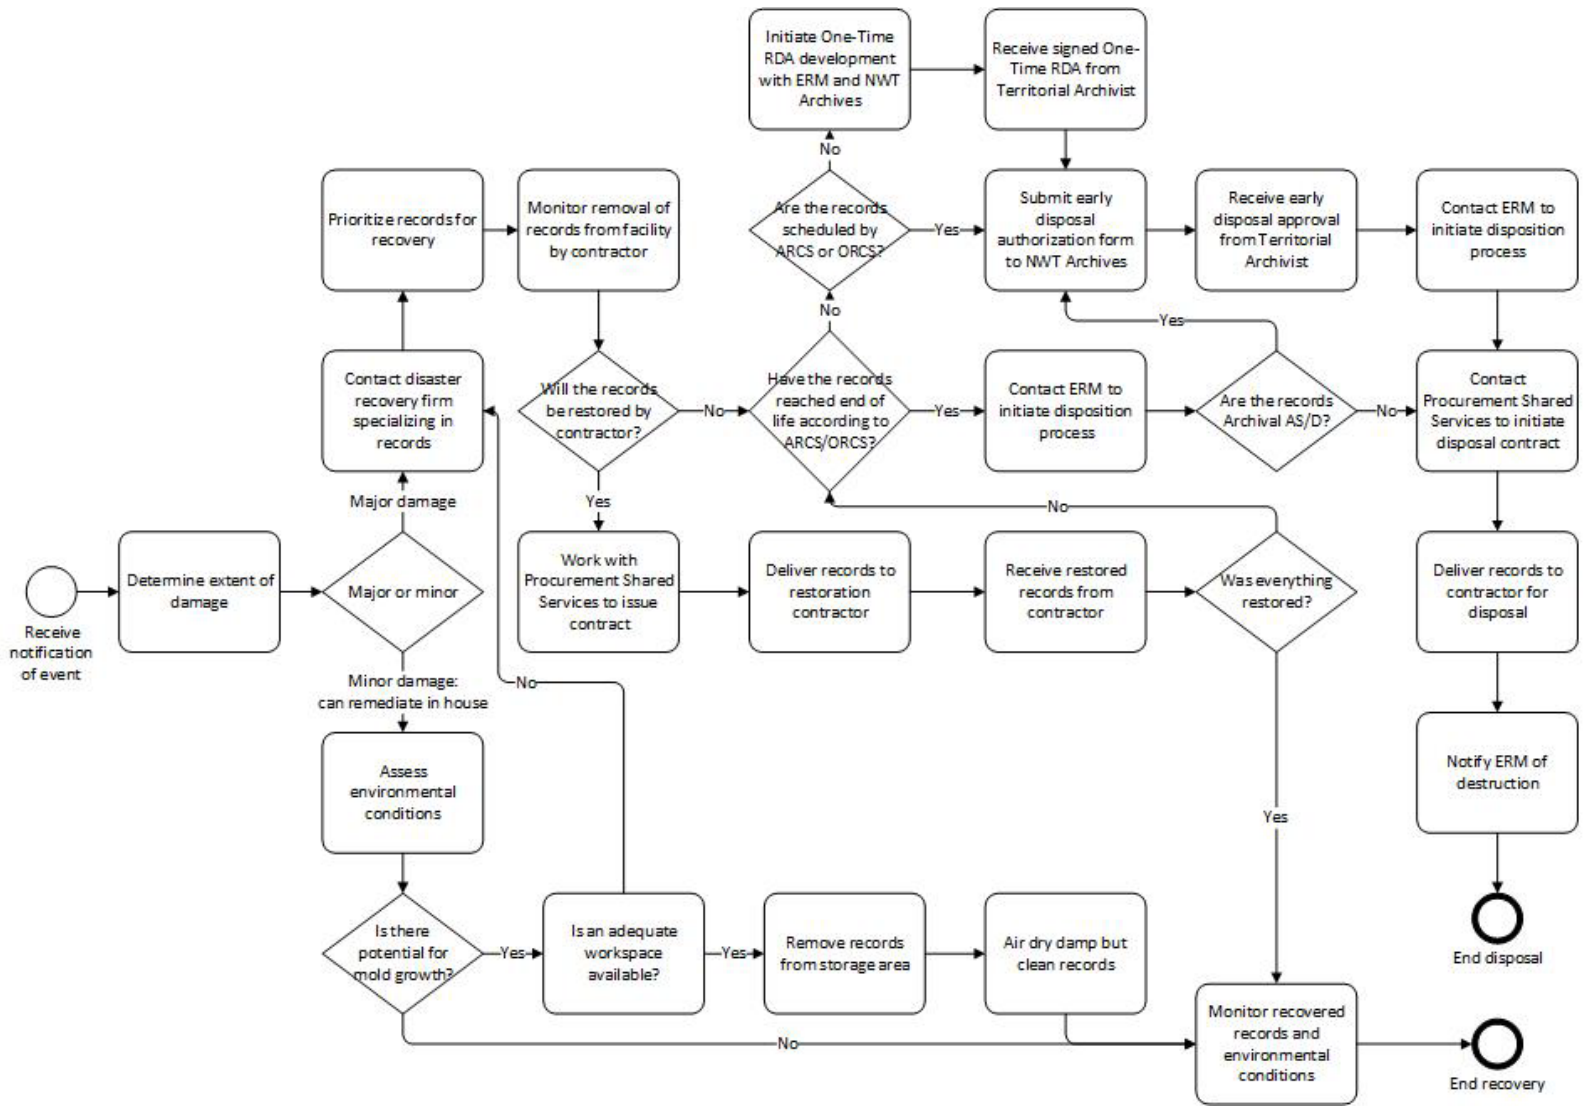 Initiate One-Time
RDA development
with ERM and NWT
Archives
Receive signed One-
Time RDA from
Territorial Archivist
No
Prioritize records for
recovery
Monitor removal of
records from facility
by contractor
Are the records
scheduled by
ARCS or ORCS?
Yes
Submit early
disposal
authorization form
to NWT Archives
Receive early
disposal approval
from Territorial
Archivist
Contact ERM to
initiate disposition
process
No
Yes
Contact disaster
recovery firm
specializing in
records
Will the records
be restored by
contractor?
No
Have the records
reached end of
life according to
ARCS/ORCS?
Yes
Contact ERM to
initiate disposition
process
Are the records
Archival AS/D?
No
Contact
Procurement Shared
Services to initiate
disposal contract
Major damage
Yes
No
Receive
notification
of event
Determine extent of
damage
Major or minor
Work with
Procurement Shared
Services to issue
contract
Deliver records to
restoration
contractor
Receive restored
records from
contractor
Was everything
restored?
Deliver records to
contractor for
disposal
Minor damage:
can remediate in house
No
Assess
environmental
conditions
Yes
Notify ERM of
destruction
Is there
potential for
mold growth?
Yes
Is an adequate
workspace
available?
Yes
Remove records
from storage area
Air dry damp but
clean records
End disposal
No
Monitor recovered
records and
environmental
conditions
End recovery